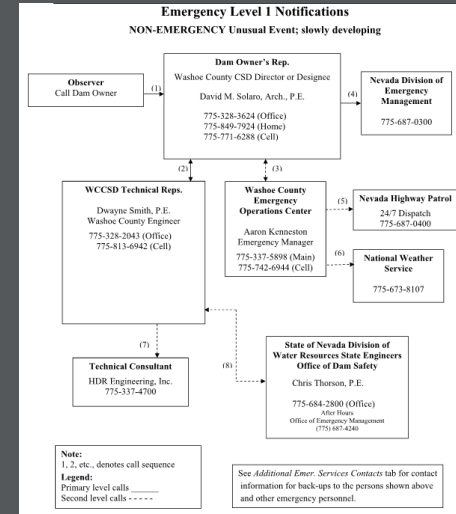 Emergency Level 1 Notifications
NON-EMERGENCY Unusual Event; slowly developing
Dam Owner's Rep.
Washoe County CSD Director or Designee
David M. Solaro, Arch., P.E.
775-328-3624 (Office)
775-849-7924 (Home)
775-771-6288 (Cell)
Observer
Call Dam Owner
(1)
(4)
Nevada Division of
Emergency
Management
775-687-0300
(2)
(3)
WCCSD Technical Reps.
Dwayne Smith, P.E.
Washoe County Engineer
775-328-2043 (Office)
775-813-6942 (Cell)
Washoe County
Emergency
Operations Center
Aaron Kenneston
Emergency Manager
775-337-5898 (Main)
775-742-6944 (Cell)
(5)
Nevada Highway Patrol
24/7 Dispatch
775-687-0400
(6)
National Weather
Service
775-673-8107
(7)
(8)
Technical Consultant
HDR Engineering, Inc.
775-337-4700
State of Nevada Division of
Water Resources State Engineers
Office of Dam Safety
Chris Thorson, P.E.
775-684-2800 (Office)
After Hours
Office of Emergency Management
(775) 687-4240
Note:
1, 2, etc., denotes call sequence
Legend:
Primary level calls ______
Second level calls - - - - -
See Additional Emer. Services Contacts tab for contact
information for back-ups to the persons shown above
and other emergency personnel.